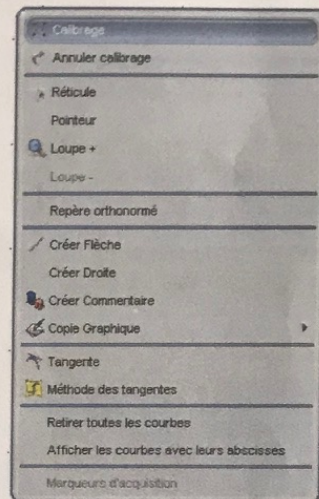 Calibrage
Annuler calibrage
Réticule
Pointeur
Loupe +
Loupe -
Repère orthonormé
Créer Flèche
Créer Droite
Créer Commentaire
Copie Graphique
Tangente
Méthode des tangentes
Retirer toutes les courbes
Afficher les courbes avec leurs abscisses
Marqueurs d'acquisition